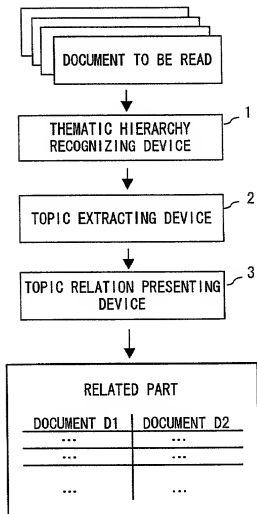 DOCUMENT TO BE READ
1
THEMATIC HIERARCHY
RECOGNIZING DEVICE
2
TOPIC EXTRACTING DEVICE
3
TOPIC RELATION PRESENTING
DEVICE
RELATED PART
DOCUMENT D1 DOCUMENT D2
... ...
... ...
... ...